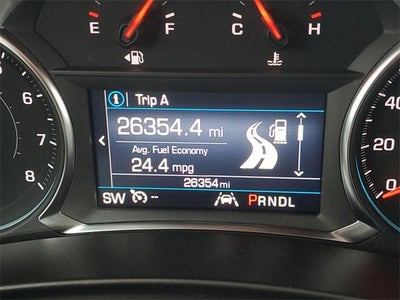 E F C H
i Trip A
26354.4 mi
Avg. Fuel Economy
24.4 mpg
26354 mi
SW -- PRNDL
6
7
8
40
20
0